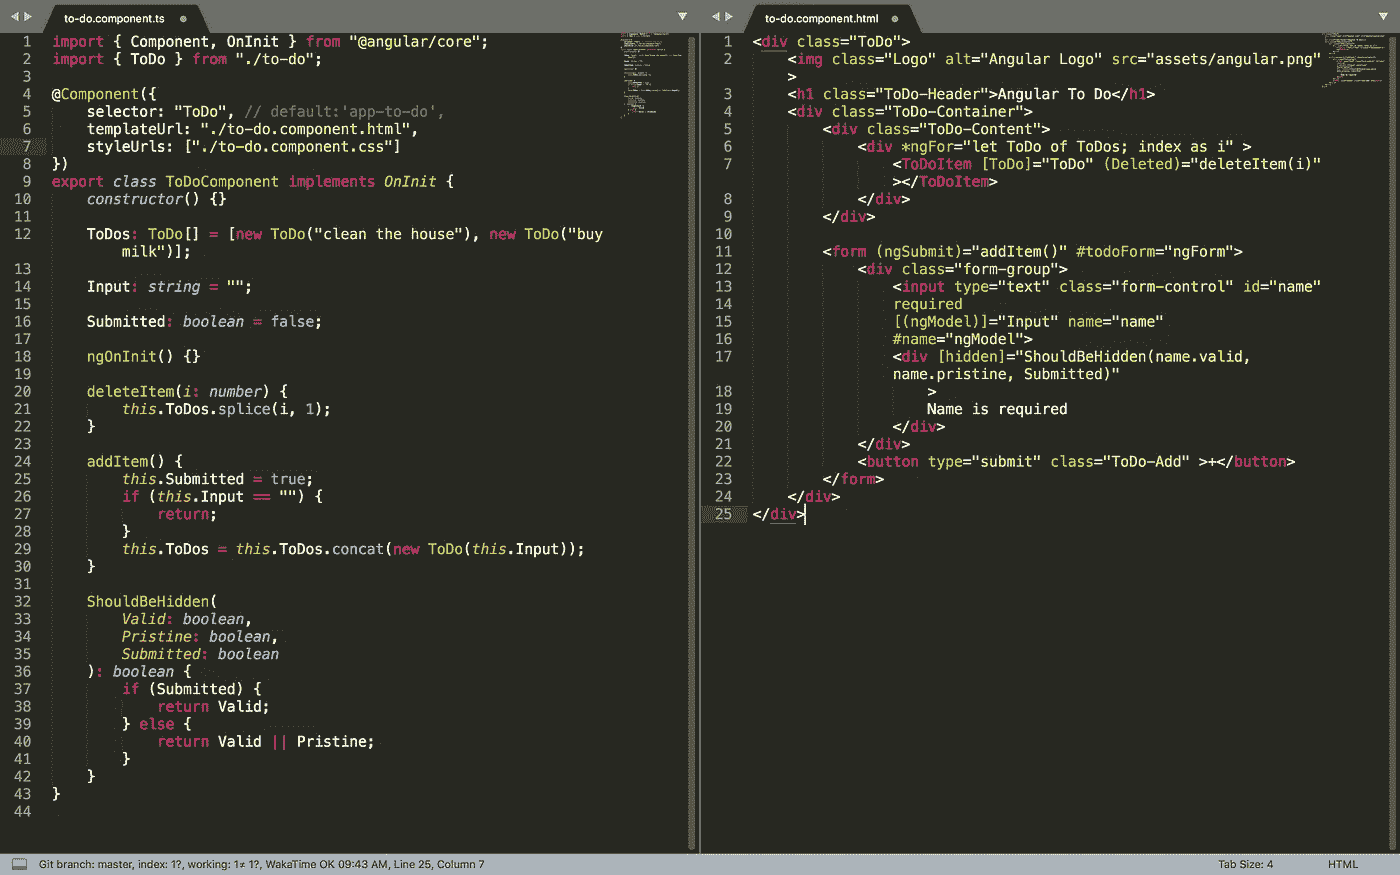 to-do.component.ts
1 import { Component, OnInit } from "@angular/core";
2 import { ToDo } from "./to-do";
3
4 @Component({
5 selector: "ToDo", // default:'app-to-do',
6 templateUrl: "./to-do.component.html",
7 styleUrls: ["./to-do.component.css"]
8 })
9 export class ToDoComponent implements OnInit {
10 constructor() {}
11
12 ToDos: ToDo[] = [new ToDo("clean the house"), new ToDo("buy
milk")];
13
14 Input: string = "";
15
16 Submitted: boolean = false;
17
18 ngOnInit() {}
19
20 deleteItem(i: number) {
21 this.ToDos.splice(i, 1);
22 }
23
24 addItem() {
25 this.Submitted = true;
26 if (this.Input == "") {
27 return;
28 }
29 this.ToDos = this.ToDos.concat(new ToDo(this.Input));
30 }
31
32 ShouldBeHidden(
33 Valid: boolean,
34 Pristine: boolean,
35 Submitted: boolean
36 ): boolean {
37 if (Submitted) {
38 return Valid;
39 } else {
40 return Valid || Pristine;
41 }
42 }
43 }
44
to-do.component.html
1 <div class="ToDo">
2 <img class="Logo" alt="Angular Logo" src="assets/angular.png"
>
3 <h1 class="ToDo-Header">Angular To Do</h1>
4 <div class="ToDo-Container">
5 <div class="ToDo-Content">
6 <div *ngFor="let ToDo of ToDos; index as i" >
7 <ToDoItem [ToDo]="ToDo" (Deleted)="deleteItem(i)"
></ToDoItem>
8 </div>
9 </div>
10
11 <form (ngSubmit)="addItem()" #todoForm="ngForm">
12 <div class="form-group">
13 <input type="text" class="form-control" id="name"
14 required
15 [(ngModel)]="Input" name="name"
16 #name="ngModel">
17 <div [hidden]="ShouldBeHidden(name.valid,
name.pristine, Submitted)"
18 >
19 Name is required
20 </div>
21 </div>
22 <button type="submit" class="ToDo-Add" >+</button>
23 </form>
24 </div>
25 </div>
Git branch: master, index: 1?, working: 1≠ 1?, WakaTime OK 09:43 AM, Line 25, Column 7
Tab Size: 4
HTML